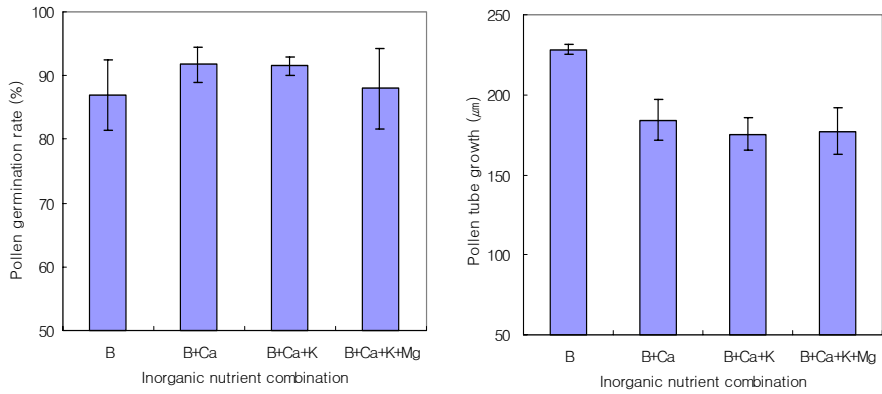 Pollen germination rate (%)
100
90
80
70
60
50
B B+Ca B+Ca+K B+Ca+K+Mg
Inorganic nutrient combination
Pollen tube growth (㎛)
250
200
150
100
50
B B+Ca B+Ca+K B+Ca+K+Mg
Inorganic nutrient combination